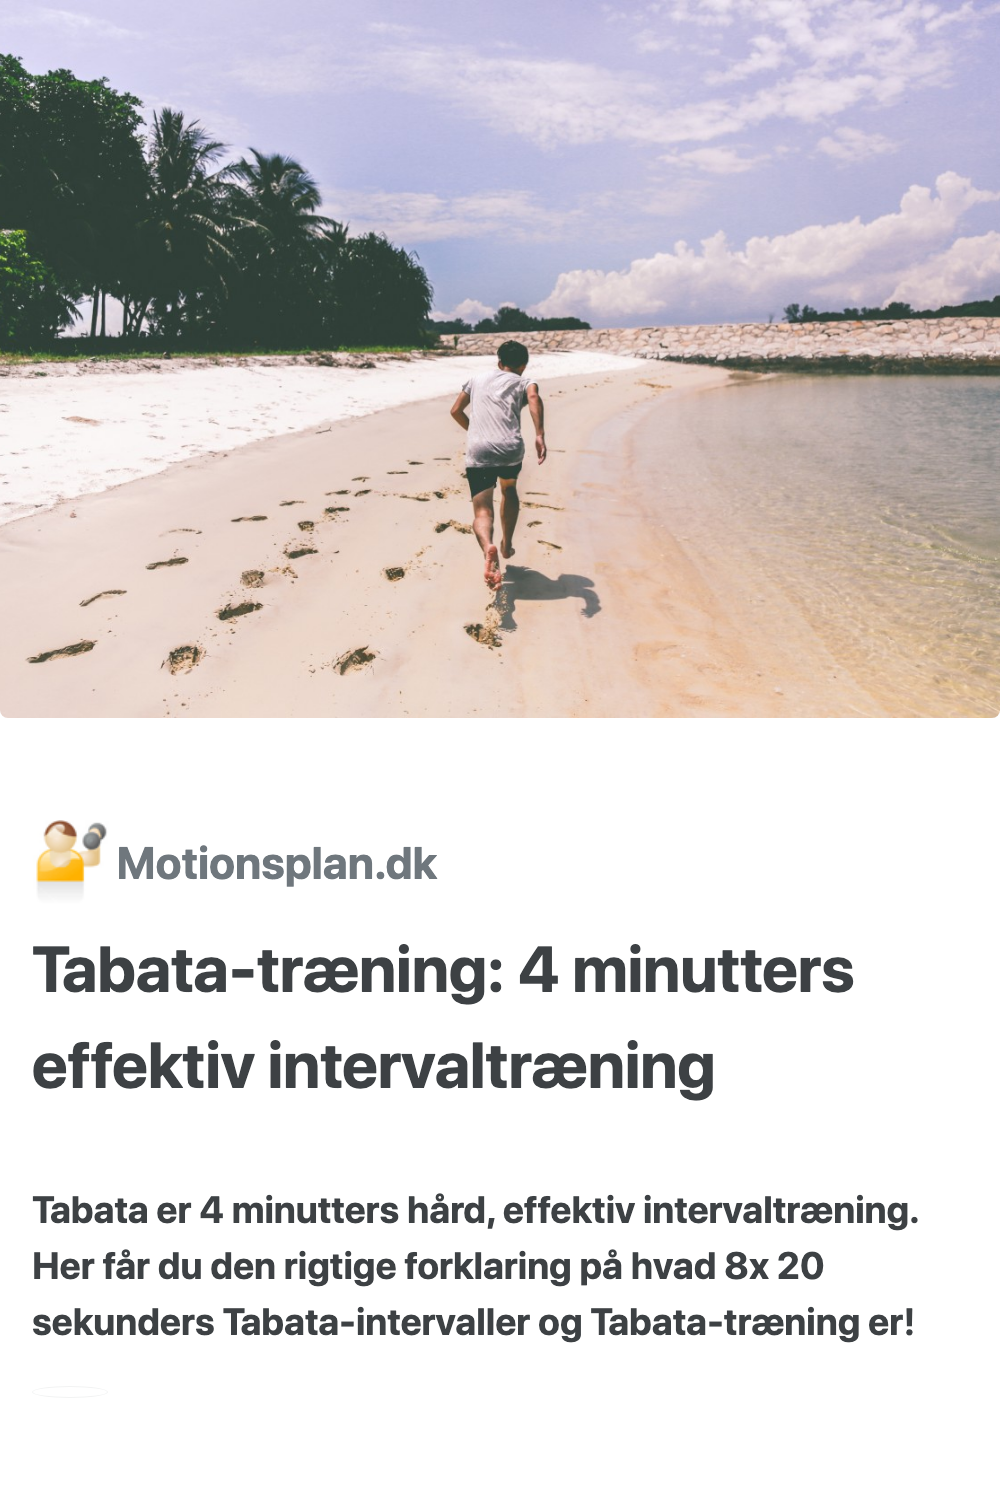 Motionsplan.dk
Tabata-træning: 4 minutters
effektiv intervaltræning
Tabata er 4 minutters hård, effektiv intervaltræning.
Her får du den rigtige forklaring på hvad 8x 20
sekunders Tabata-intervaller og Tabata-træning er!